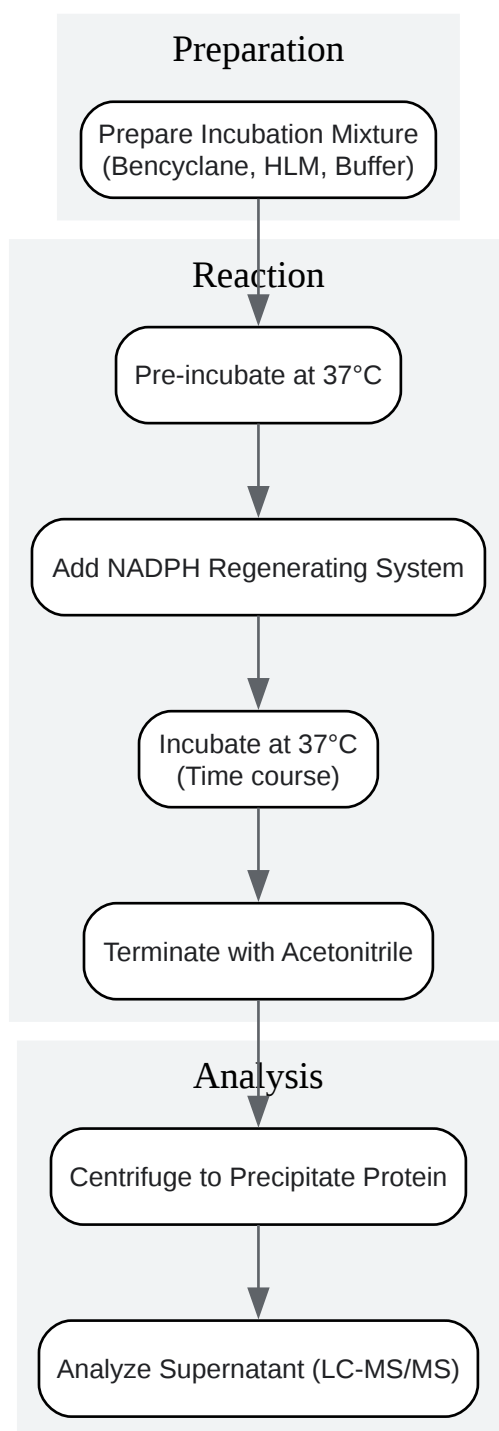 Preparation
Prepare Incubation Mixture
(Bencyclane, HLM, Buffer)
Reaction
Pre-incubate at 37°C
Add NADPH Regenerating System
Incubate at 37°C
(Time course)
Terminate with Acetonitrile
Analysis
Centrifuge to Precipitate Protein
Analyze Supernatant (LC-MS/MS)